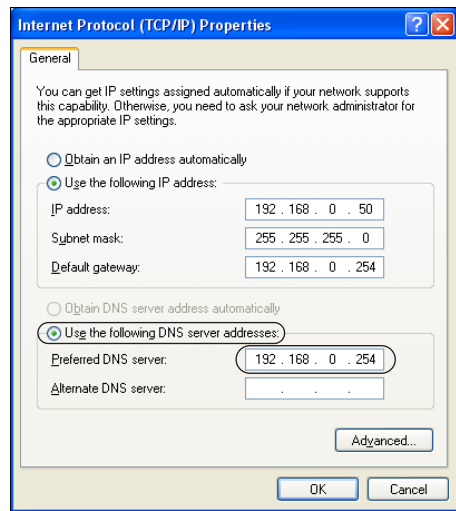 Internet Protocol (TCP/IP) Properties
General
You can get IP settings assigned automatically if your network supports
this capability. Otherwise, you need to ask your network administrator for
the appropriate IP settings.
Obtain an IP address automatically
Use the following IP address:
IP address: 192 . 168 . 0 . 50
Subnet mask: 255 . 255 . 255 . 0
Default gateway: 192 . 168 . 0 . 254
Obtain DNS server address automatically
Use the following DNS server addresses:
Preferred DNS server: 192 . 168 . 0 . 254
Alternate DNS server: . . .
Advanced...
OK Cancel